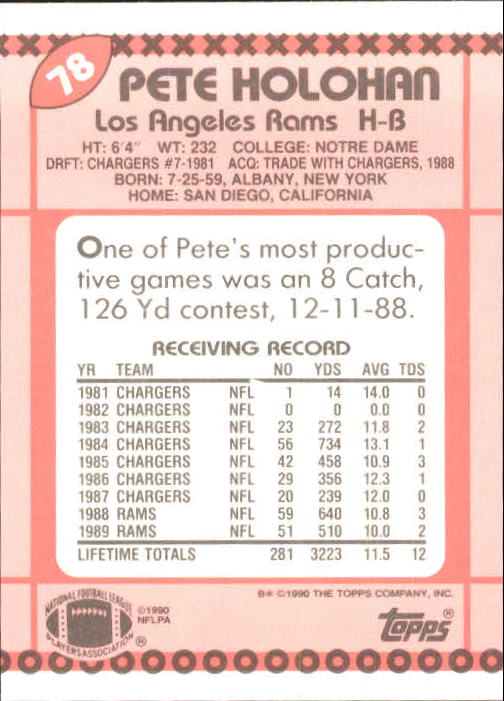 78
PETE HOLOHAN
Los Angeles Rams H-B
HT: 6'4" WT: 232 COLLEGE: NOTRE DAME
DRFT: CHARGERS #7-1981 ACQ: TRADE WITH CHARGERS, 1988
BORN: 7-25-59, ALBANY, NEW YORK
HOME: SAN DIEGO, CALIFORNIA
One of Pete's most produc-
tive games was an 8 Catch,
126 Yd contest, 12-11-88.
RECEIVING RECORD
YR TEAM NO YDS AVG TDS
1981 CHARGERS NFL 1 14 14.0 0
1982 CHARGERS NFL 0 0 0.0 0
1983 CHARGERS NFL 23 272 11.8 2
1984 CHARGERS NFL 56 734 13.1 1
1985 CHARGERS NFL 42 458 10.9 3
1986 CHARGERS NFL 29 356 12.3 1
1987 CHARGERS NFL 20 239 12.0 0
1988 RAMS NFL 59 640 10.8 3
1989 RAMS NFL 51 510 10.0 2
LIFETIME TOTALS 281 3223 11.5 12
B* ©1990 THE TOPPS COMPANY, INC.
NATIONAL FOOTBALL LEAGUE
PLAYERS ASSOCIATION ®
©1990
NFLPA
topps ®